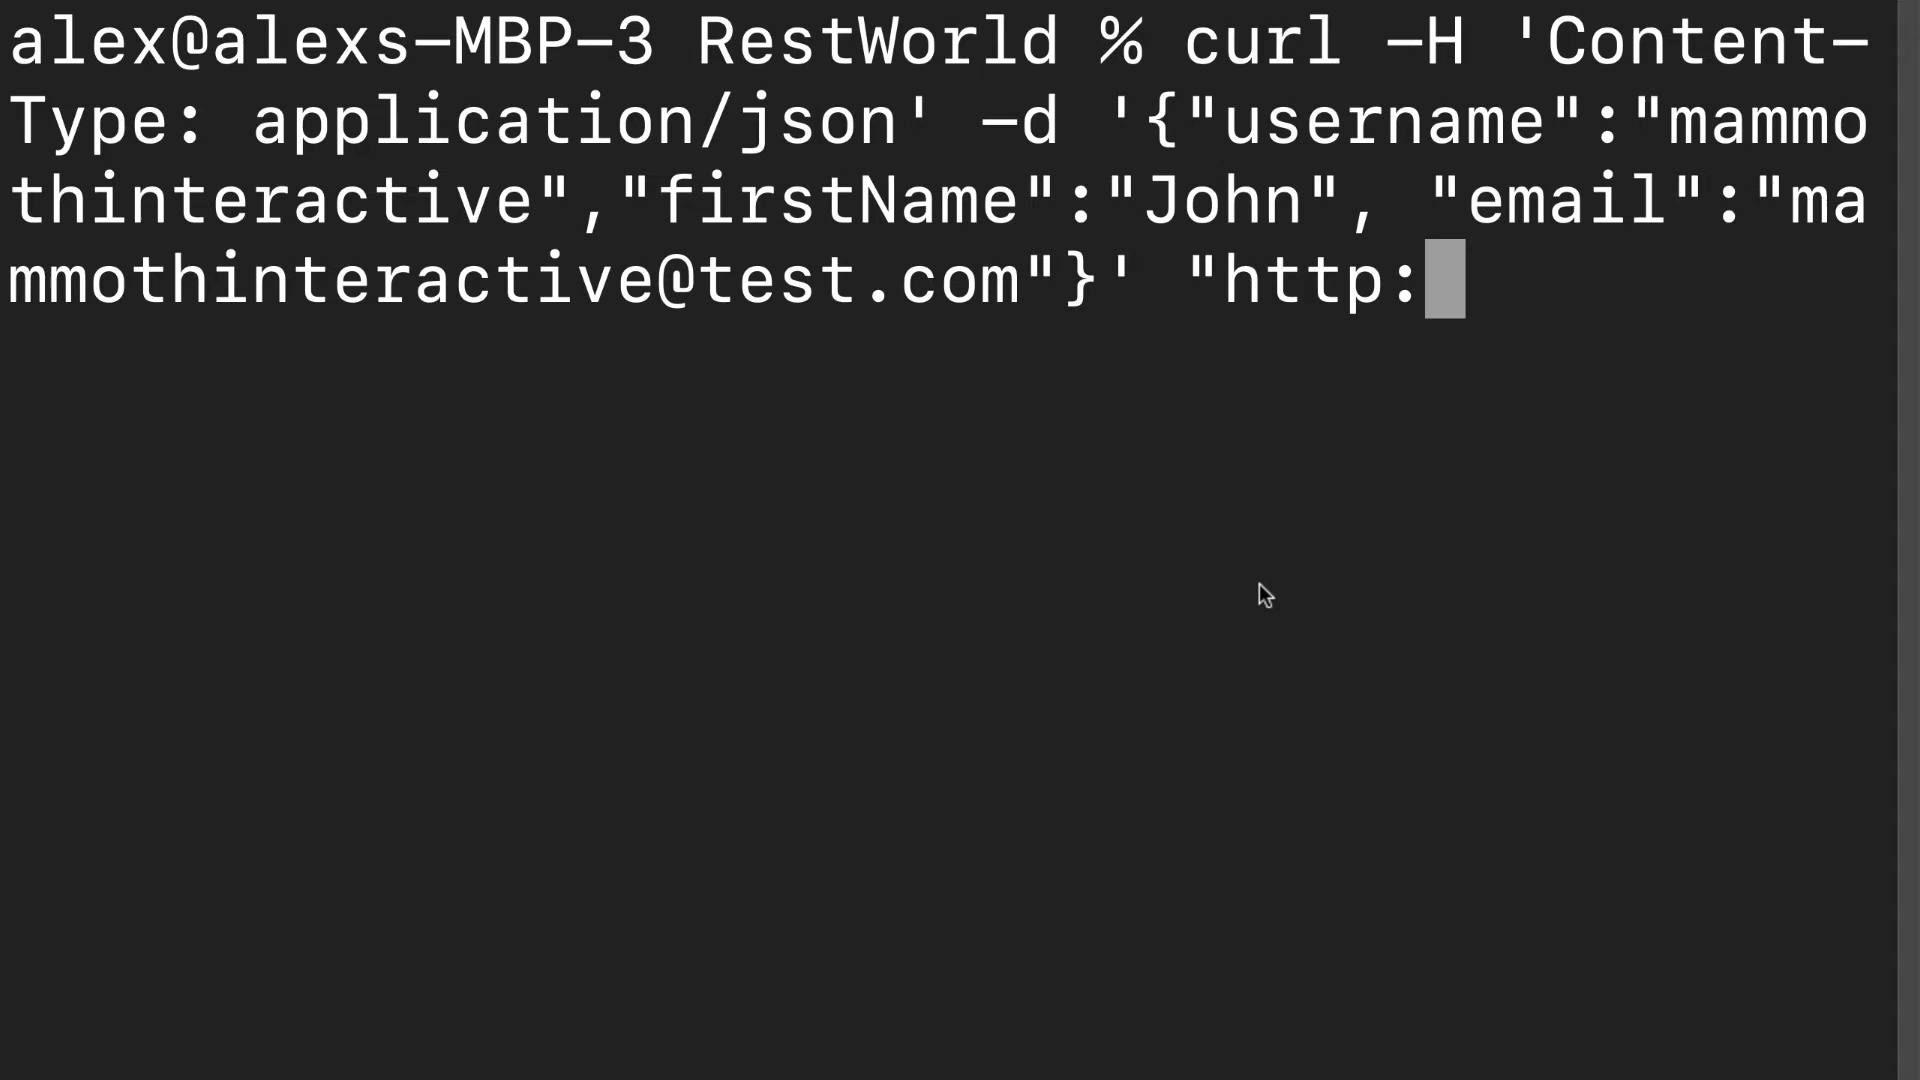 alex@alexs-MBP-3 RestWorld % curl -H 'Content-
Type: application/json' -d '{"username":"mammo
thinteractive","firstName":"John", "email":"ma
mmothinteractive@test.com"}' "http: